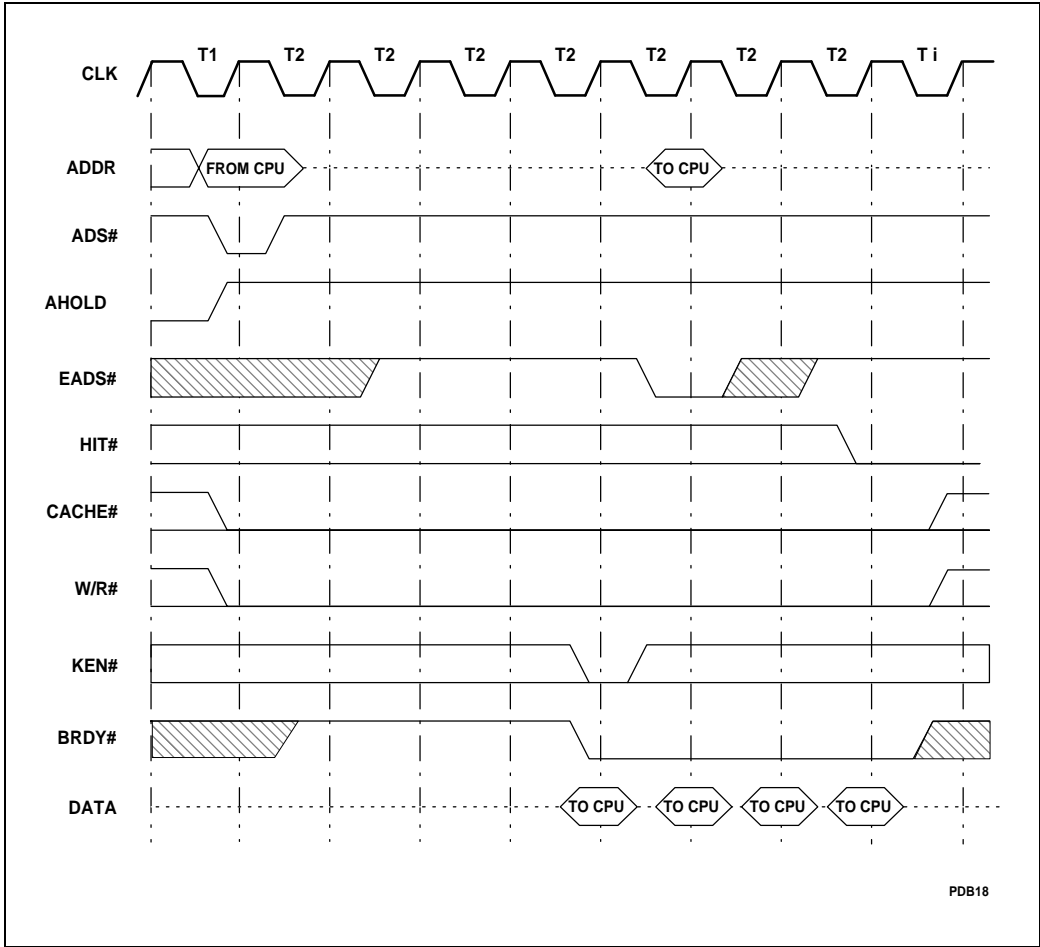 T1 T2 T2 T2 T2 T2 T2 T2 T i
CLK
ADDR FROM CPU TO CPU
ADS#
AHOLD
EADS#
HIT#
CACHE#
W/R#
KEN#
BRDY#
DATA TO CPU TO CPU TO CPU TO CPU
PDB18